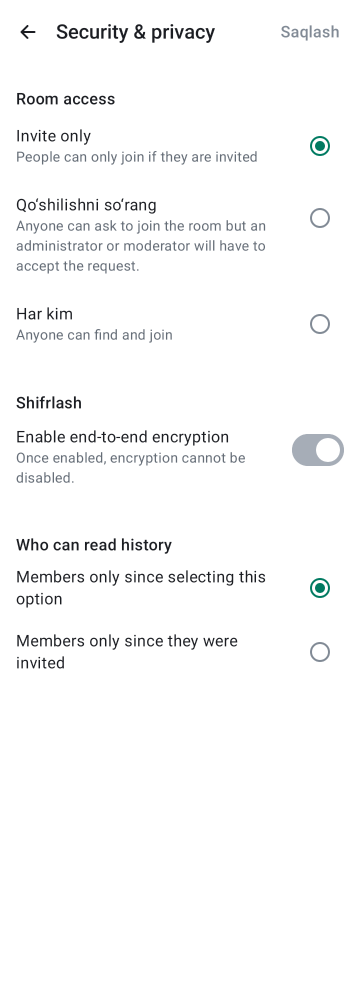 Security & privacy
Saqlash
Room access
Invite only
People can only join if they are invited
Qo‘shilishni so‘rang
Anyone can ask to join the room but an
administrator or moderator will have to
accept the request.
Har kim
Anyone can find and join
Shifrlash
Enable end-to-end encryption
Once enabled, encryption cannot be
disabled.
Who can read history
Members only since selecting this
option
Members only since they were
invited